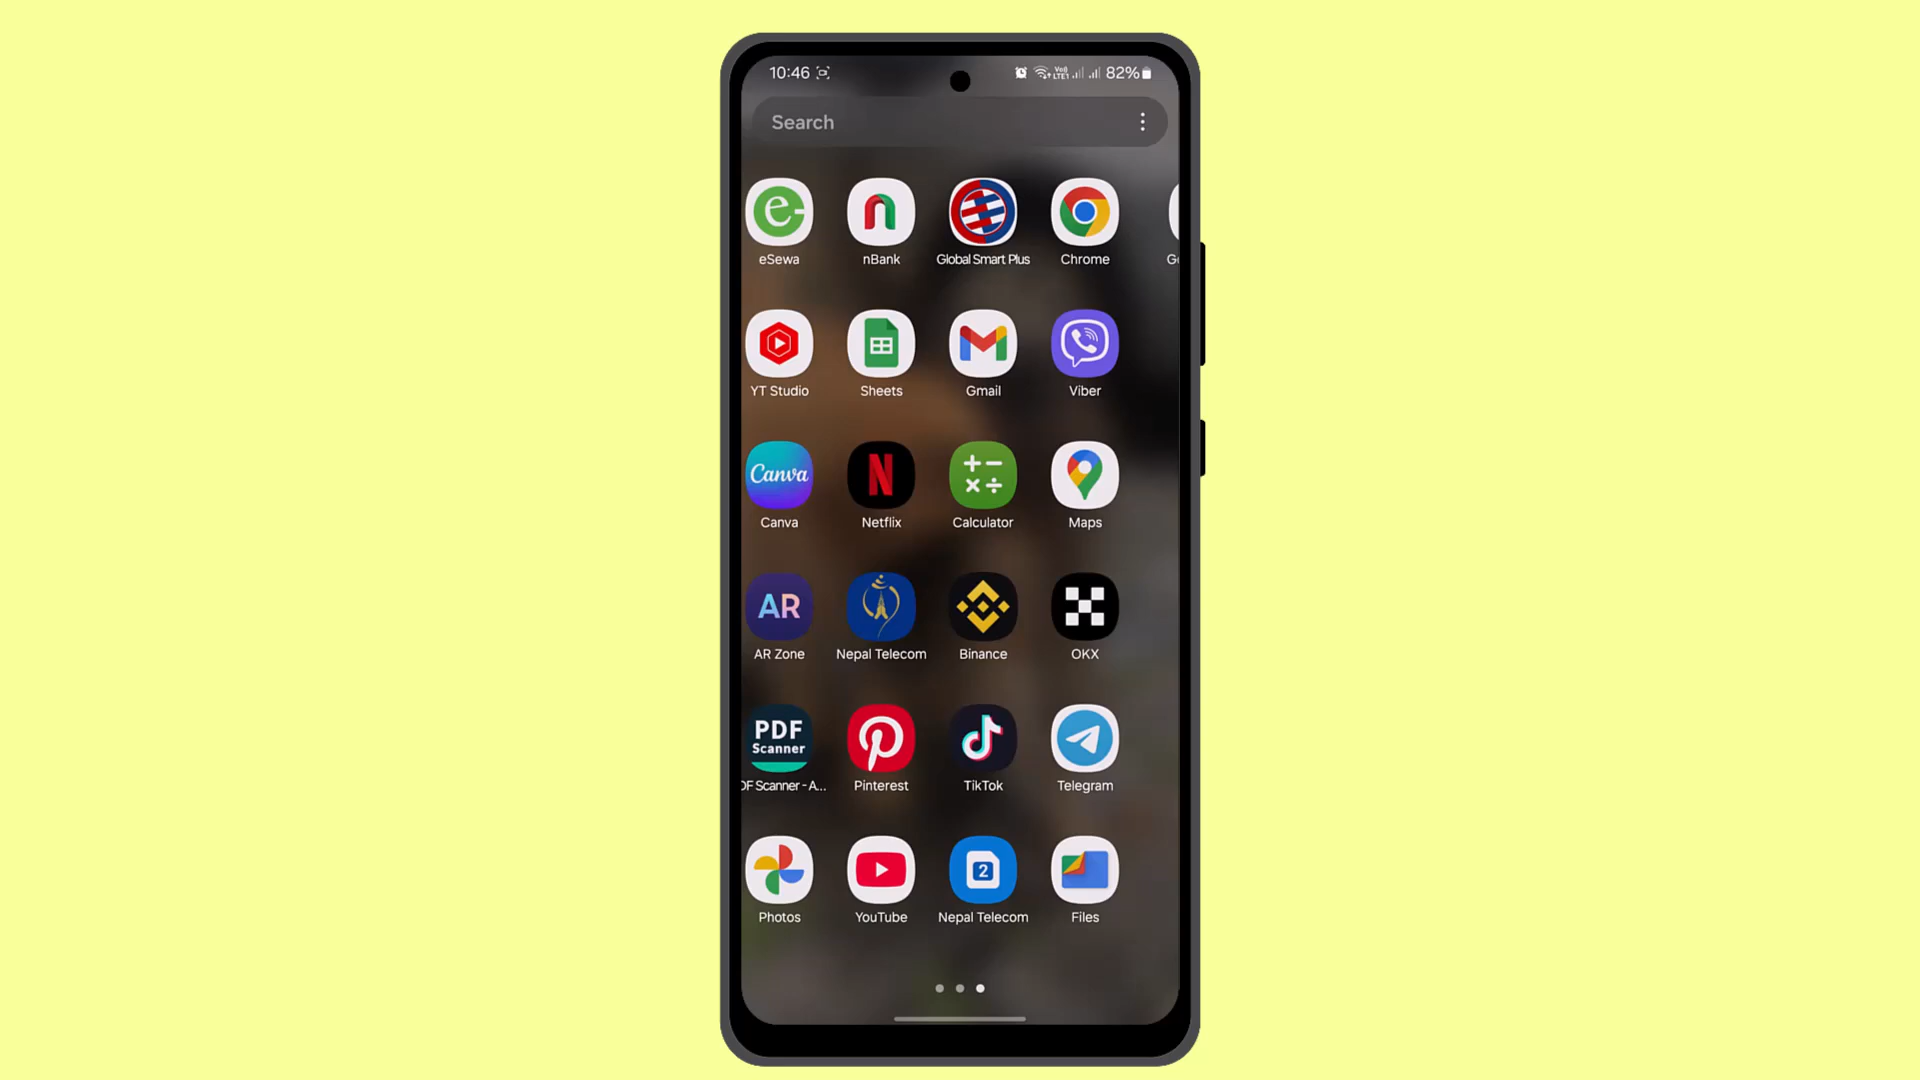 10:46 82%
Search
eSewa nBank Global Smart Plus Chrome
YT Studio Sheets Gmail Viber
Canva
Canva Netflix Calculator Maps
AR
AR Zone Nepal Telecom Binance OKX
PDF
Scanner
DF Scanner - A... Pinterest TikTok Telegram
2
Photos YouTube Nepal Telecom Files